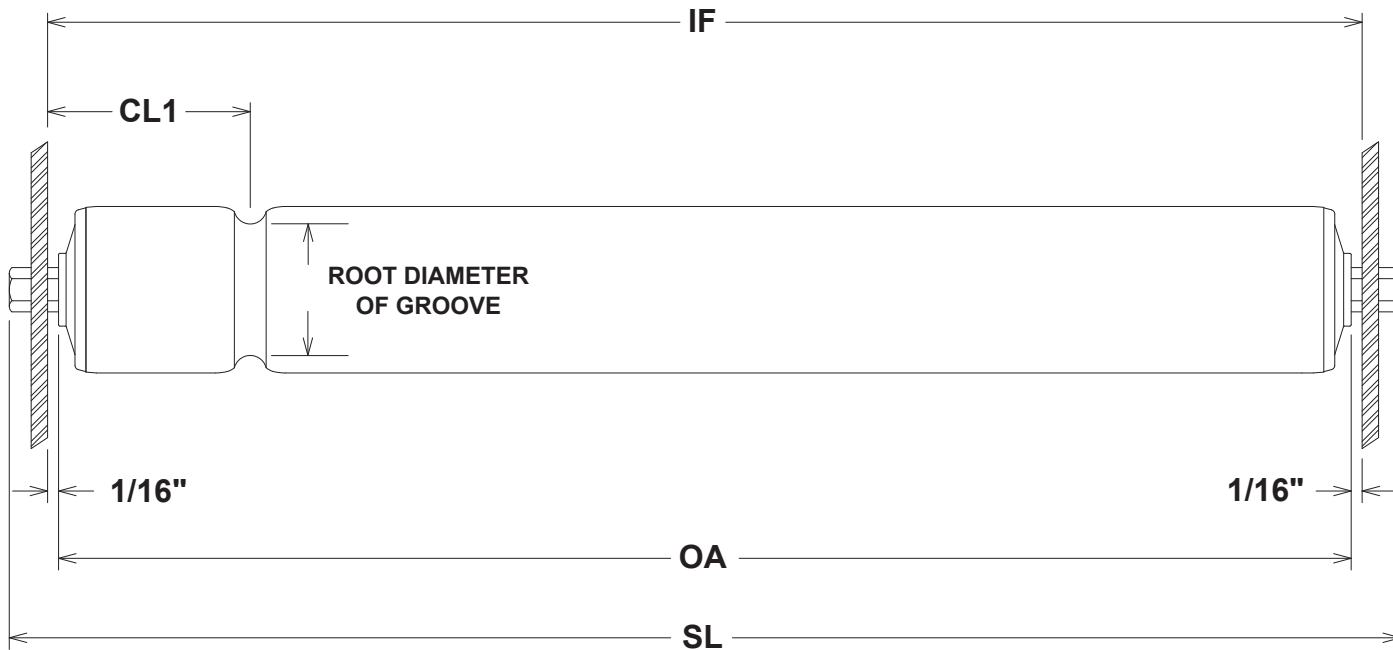 IF
CL1
ROOT DIAMETER
OF GROOVE
1/16"
1/16"
OA
SL